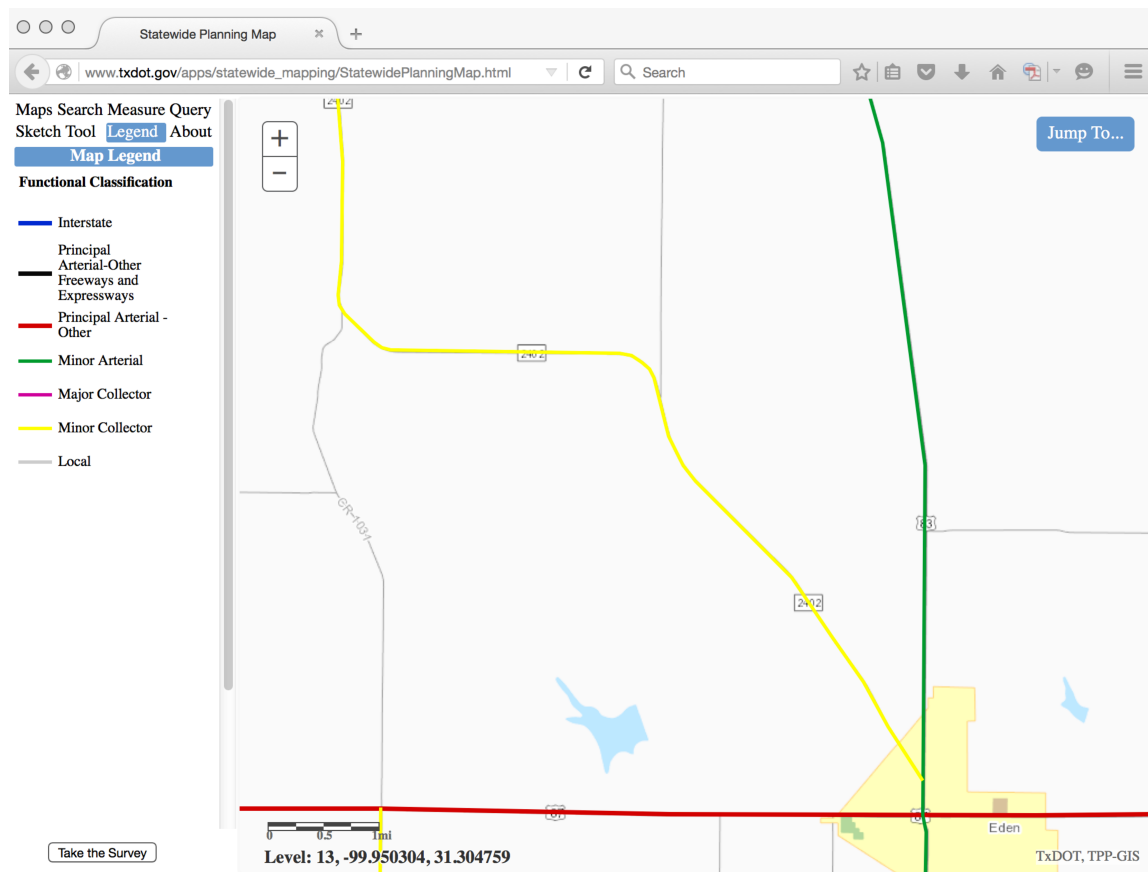 Statewide Planning Map
www.txdot.gov/apps/statewide_mapping/StatewidePlanningMap.html
Search
Maps Search Measure Query
Sketch Tool Legend About
Map Legend
Functional Classification
Interstate
Principal
Arterial-Other
Freeways and
Expressways
Principal Arterial -
Other
Minor Arterial
Major Collector
Minor Collector
Local
Take the Survey
+
−
Jump To...
2402
2402
CR-1031
83
2402
87
Eden
0 0.5 1mi
Level: 13, -99.950304, 31.304759
TxDOT, TPP-GIS